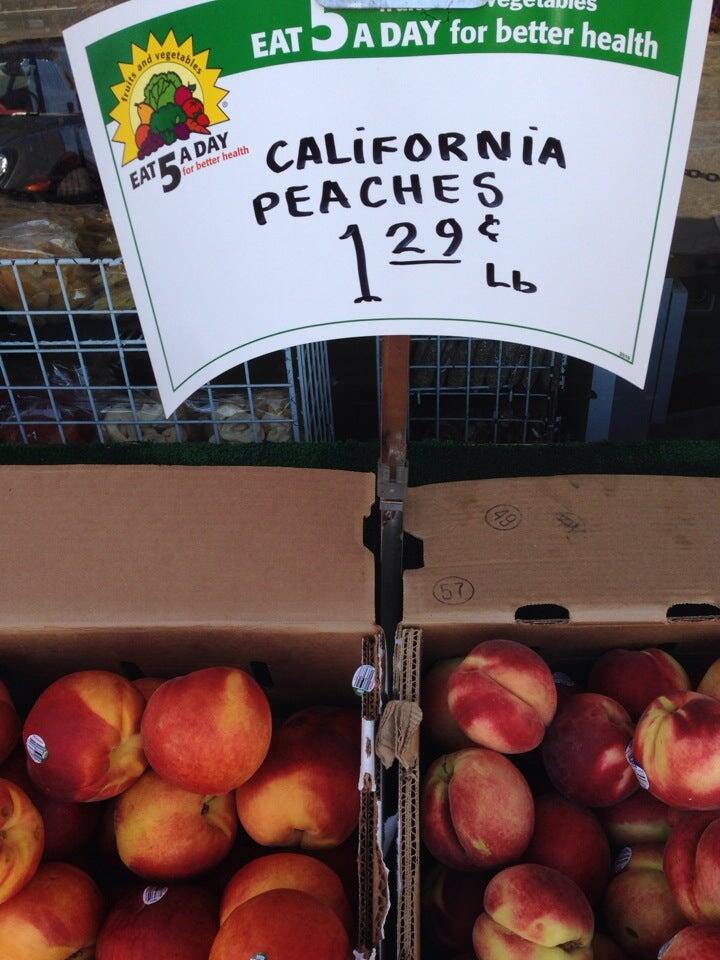 vegetables
EAT 5 A DAY for better health
fruits and vegetables
EAT 5 A DAY
for better health
CALIFORNIA
PEACHES
1 29 ¢
Lb
49
57